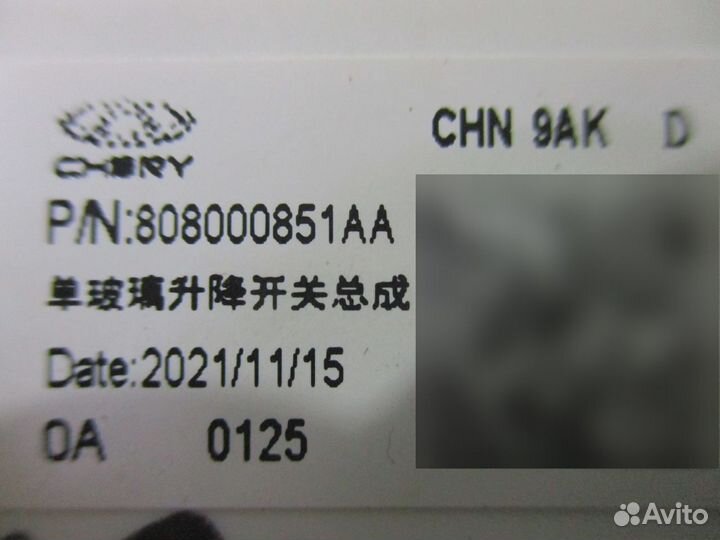 CHERY
CHN 9AK D
P/N:808000851AA
单玻璃升降开关总成
Date:2021/11/15
0A 0125
Avito